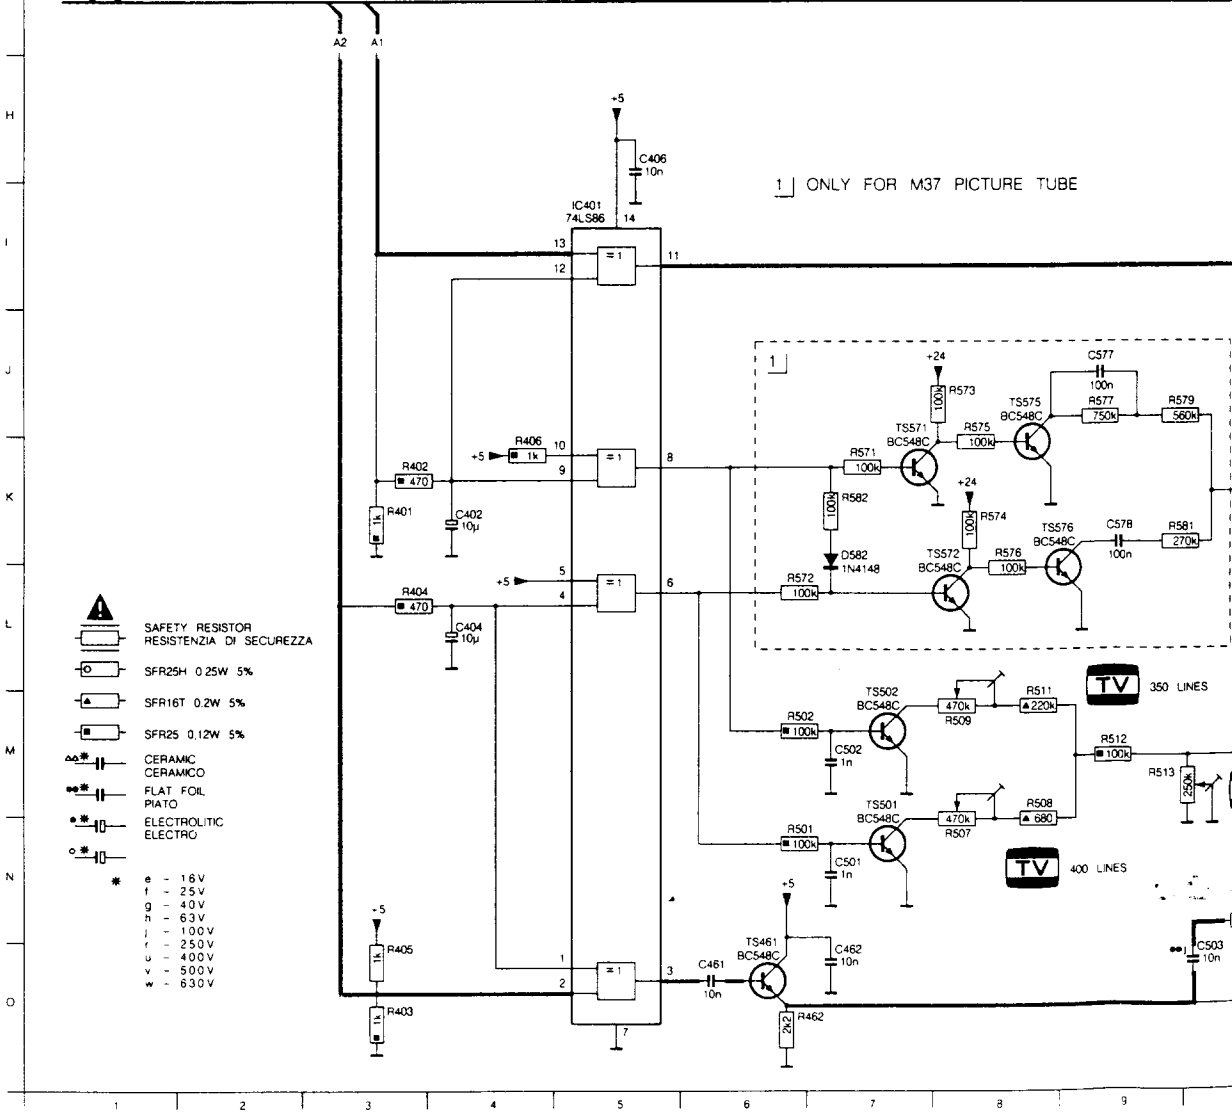 A2 A1
H
+5
C406
10n
1 ONLY FOR M37 PICTURE TUBE
IC401
74LS86 14
I
13 =1 11
12
J
1
+24
R573
100k
C577
100n
TS575
BC548C
R577
750k
R579
560k
TS571
BC548C
R575
100k
R406
+5 1k 10 =1 8
9
R571
100k
R402
470
K
R401
1k
C402
10µ
R582
100k
+24
R574
100k
TS576
BC548C
C578
100n
R581
270k
D582
1N4148
TS572
BC548C
R576
100k
+5 5 =1 6
4
R572
100k
R404
470
L
C404
10µ
SAFETY RESISTOR
RESISTENZIA DI SECUREZZA
SFR25H 0.25W 5%
SFR16T 0.2W 5%
SFR25 0,12W 5%
M
CERAMIC
CERAMICO
FLAT FOIL
PIATO
ELECTROLITIC
ELECTRO
N
e - 16V
f - 25V
g - 40V
h - 63V
j - 100V
r - 250V
u - 400V
v - 500V
w - 630V
TV 350 LINES
TS502
BC548C
470k
R509
R511
220k
R502
100k
C502
1n
R512
100k
R513
250k
TS501
BC548C
470k
R507
R508
680
R501
100k
C501
1n
TV 400 LINES
+5
TS461
BC548C
C462
10n
C461
10n
R462
2k2
j C503
10n
-5
R405
1k
R403
1k
1 =1 3
2
7
O
1 2 3 4 5 6 7 8 9